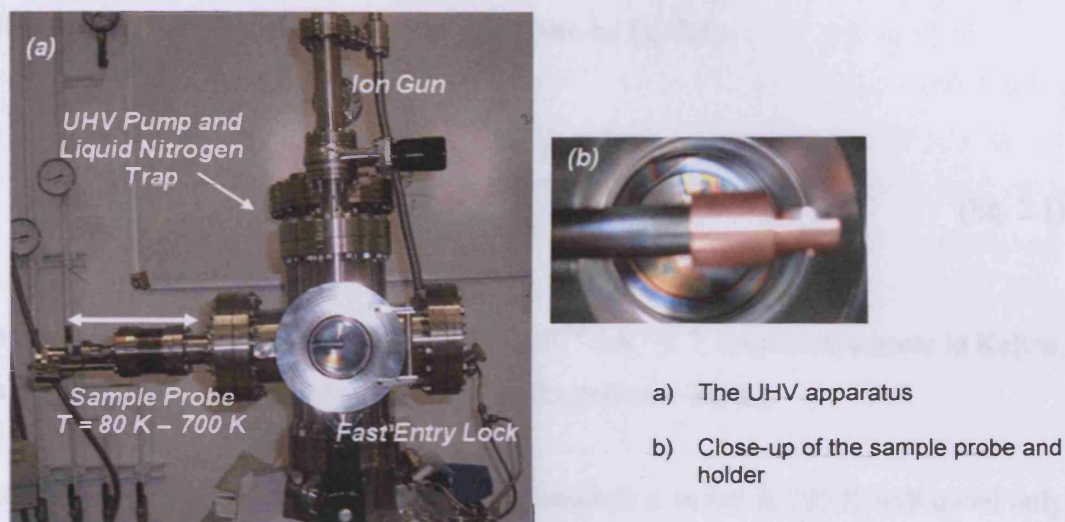 (a)
Ion Gun
UHV Pump and
Liquid Nitrogen
Trap
(b)
Sample Probe
T = 80 K – 700 K
Fast Entry Lock
a) The UHV apparatus
b) Close-up of the sample probe and
holder